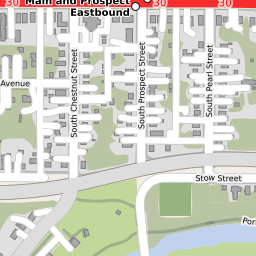 30
30
30
30
Main and Prospect
Eastbound
Avenue
South Chestnut Street
South Prospect Street
South Pearl Street
Stow Street